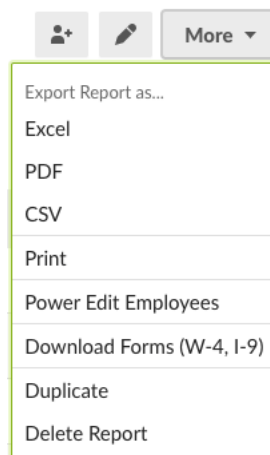 More
Export Report as...
Excel
PDF
CSV
Print
Power Edit Employees
Download Forms (W-4, I-9)
Duplicate
Delete Report